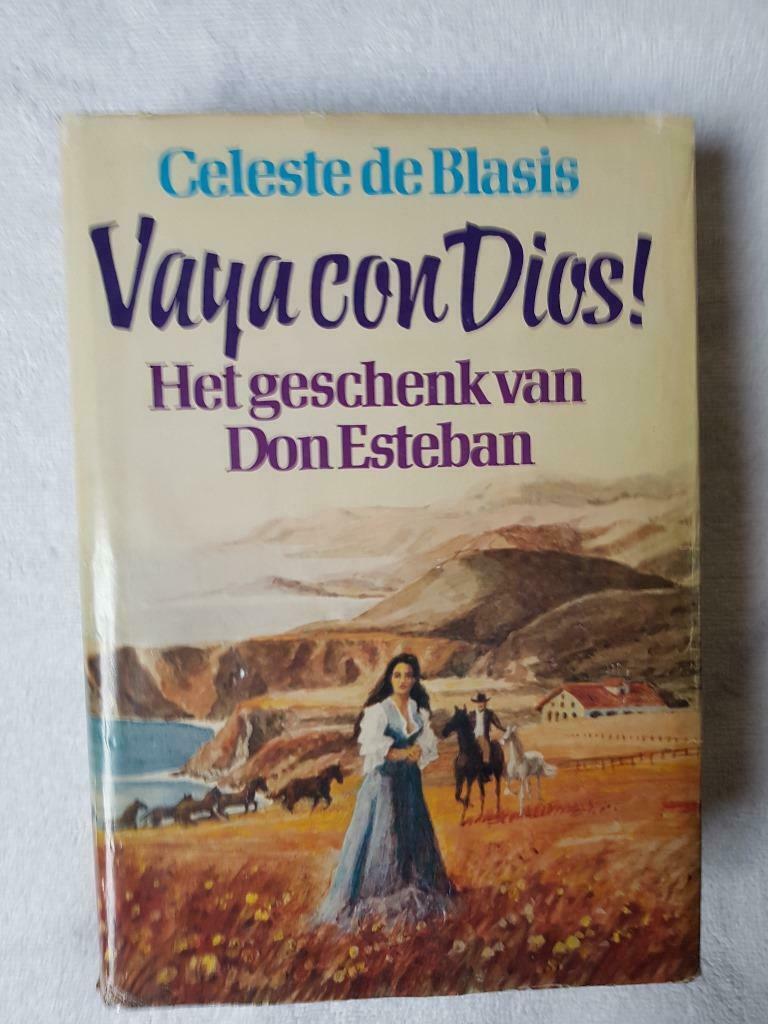 Celeste de Blasis
Vaya con Dios!
Het geschenk van
Don Esteban